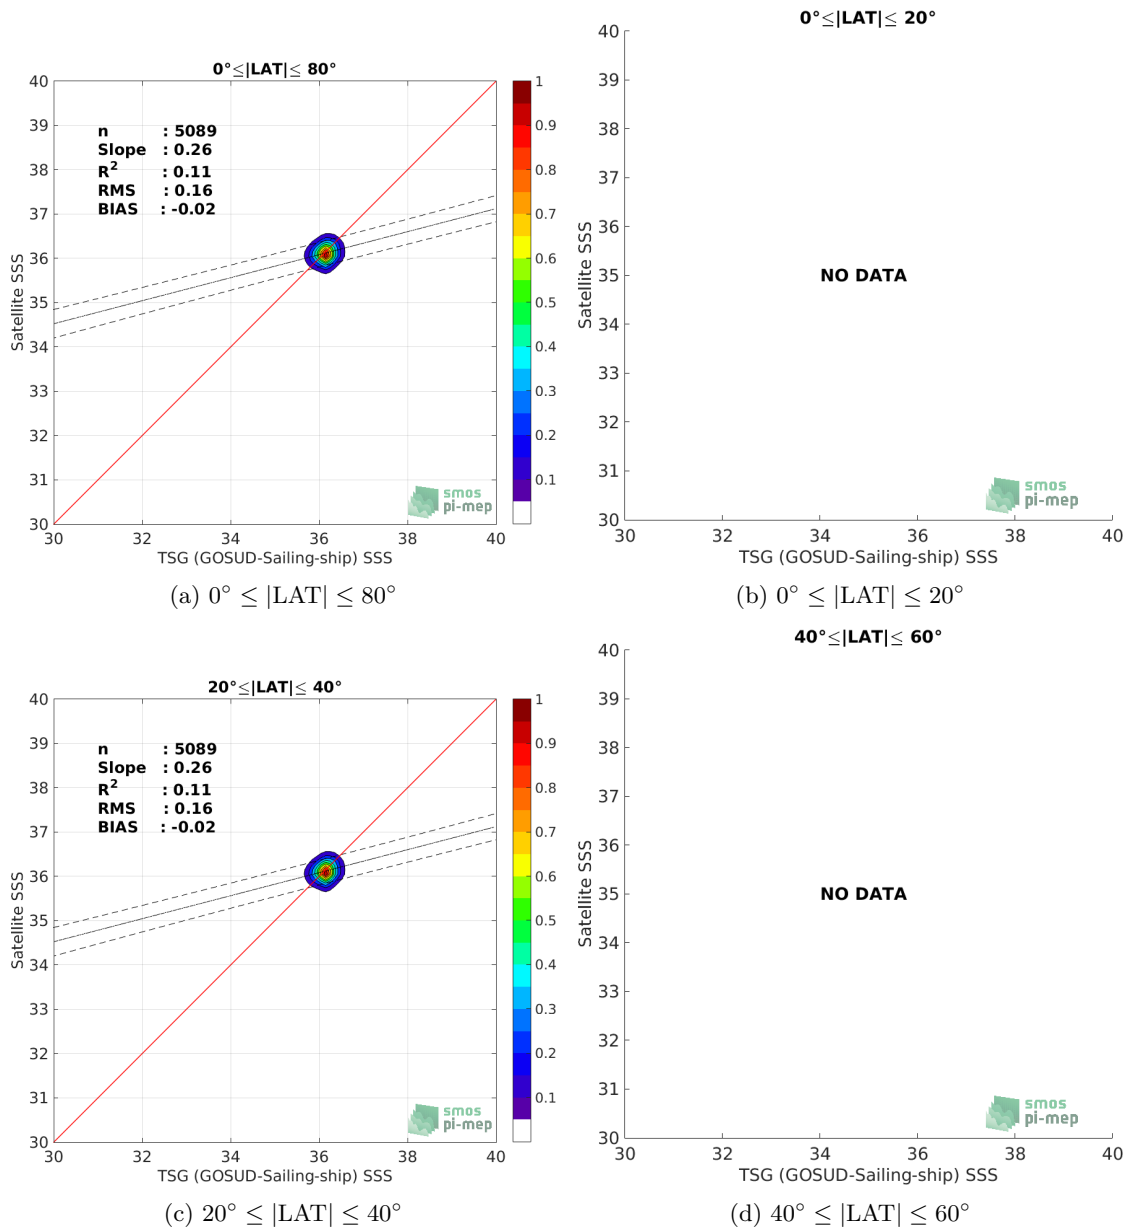 0°≤|LAT|≤ 80°
n : 5089
Slope : 0.26
R² : 0.11
RMS : 0.16
BIAS : -0.02
40
39
38
37
36
35
34
33
32
31
30
Satellite SSS
30 32 34 36 38 40
TSG (GOSUD-Sailing-ship) SSS
1
0.9
0.8
0.7
0.6
0.5
0.4
0.3
0.2
0.1
smos
pi-mep
(a) 0° ≤ |LAT| ≤ 80°
0°≤|LAT|≤ 20°
40
39
38
37
36
35
34
33
32
31
30
Satellite SSS
NO DATA
smos
pi-mep
30 32 34 36 38 40
TSG (GOSUD-Sailing-ship) SSS
(b) 0° ≤ |LAT| ≤ 20°
20°≤|LAT|≤ 40°
n : 5089
Slope : 0.26
R² : 0.11
RMS : 0.16
BIAS : -0.02
40
39
38
37
36
35
34
33
32
31
30
Satellite SSS
30 32 34 36 38 40
TSG (GOSUD-Sailing-ship) SSS
1
0.9
0.8
0.7
0.6
0.5
0.4
0.3
0.2
0.1
smos
pi-mep
(c) 20° ≤ |LAT| ≤ 40°
40°≤|LAT|≤ 60°
40
39
38
37
36
35
34
33
32
31
30
Satellite SSS
NO DATA
smos
pi-mep
30 32 34 36 38 40
TSG (GOSUD-Sailing-ship) SSS
(d) 40° ≤ |LAT| ≤ 60°